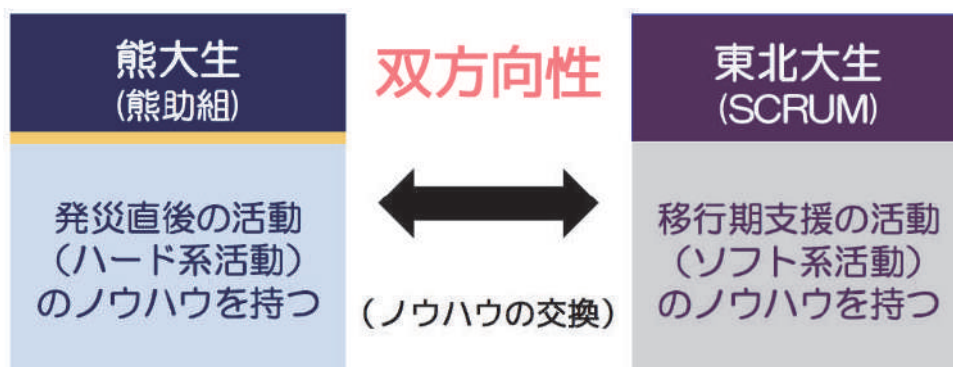 熊大生
(熊助組)
発災直後の活動
（ハード系活動）
のノウハウを持つ
双方向性
（ノウハウの交換）
東北大生
(SCRUM)
移行期支援の活動
（ソフト系活動）
のノウハウを持つ